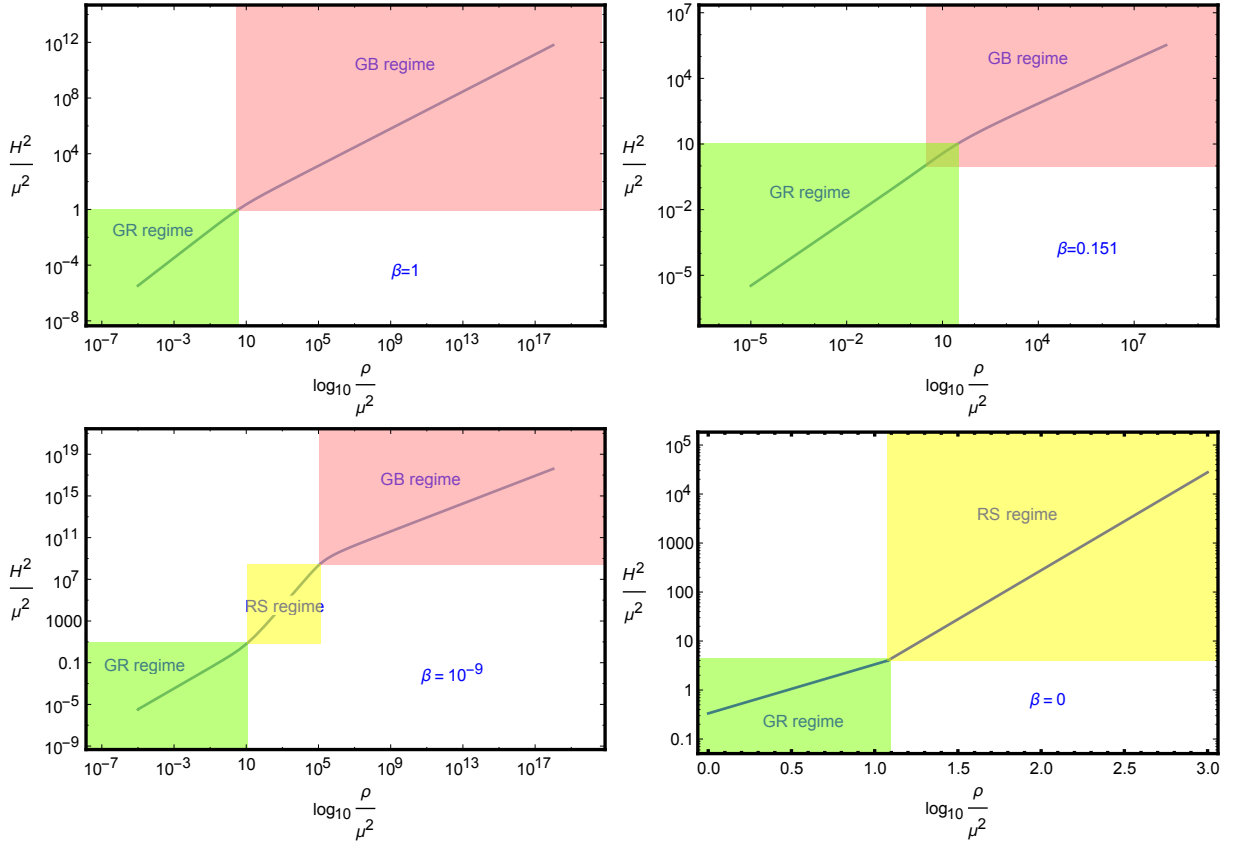 10^12
10^8
10^4
1
10^-4
10^-8
H^2
μ^2
GB regime
GR regime
β=1
10^-7 10^-3 10 10^5 10^9 10^13 10^17
log10 ρ
μ^2
10^7
10^4
10
10^-2
10^-5
H^2
μ^2
GB regime
GR regime
β=0.151
10^-5 10^-2 10 10^4 10^7
log10 ρ
μ^2
10^19
10^15
10^11
10^7
1000
0.1
10^-5
10^-9
H^2
μ^2
GB regime
RS regime
GR regime
β = 10^-9
10^-7 10^-3 10 10^5 10^9 10^13 10^17
log10 ρ
μ^2
10^5
10^4
1000
100
10
1
0.1
H^2
μ^2
RS regime
GR regime
β = 0
0.0 0.5 1.0 1.5 2.0 2.5 3.0
log10 ρ
μ^2